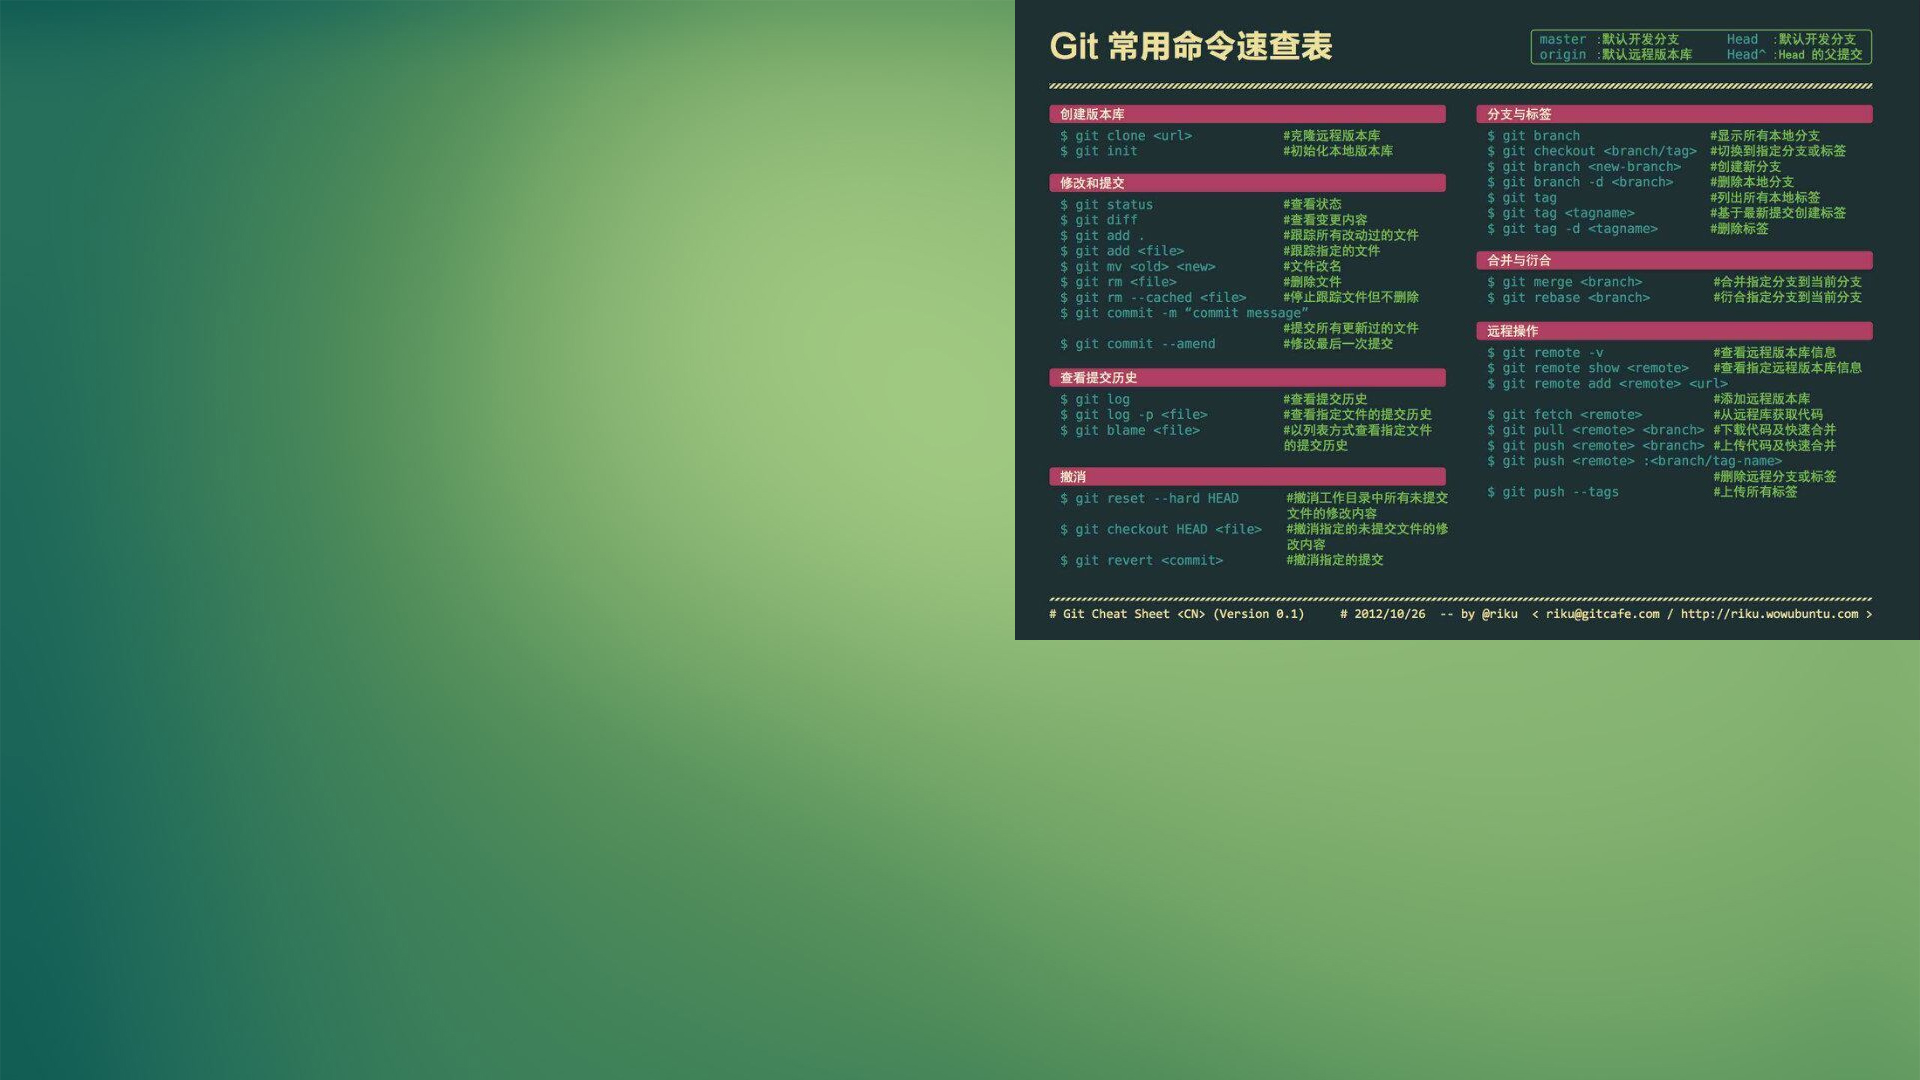 Git 常用命令速查表
master :默认开发分支 Head :默认开发分支
origin :默认远程版本库 Head^ :Head 的父提交
创建版本库
$ git clone <url> #克隆远程版本库
$ git init #初始化本地版本库
修改和提交
$ git status #查看状态
$ git diff #查看变更内容
$ git add . #跟踪所有改动过的文件
$ git add <file> #跟踪指定的文件
$ git mv <old> <new> #文件改名
$ git rm <file> #删除文件
$ git rm --cached <file> #停止跟踪文件但不删除
$ git commit -m “commit message”
#提交所有更新过的文件
$ git commit --amend #修改最后一次提交
查看提交历史
$ git log #查看提交历史
$ git log -p <file> #查看指定文件的提交历史
$ git blame <file> #以列表方式查看指定文件
的提交历史
撤消
$ git reset --hard HEAD #撤消工作目录中所有未提交
文件的修改内容
$ git checkout HEAD <file> #撤消指定的未提交文件的修
改内容
$ git revert <commit> #撤消指定的提交
分支与标签
$ git branch #显示所有本地分支
$ git checkout <branch/tag> #切换到指定分支或标签
$ git branch <new-branch> #创建新分支
$ git branch -d <branch> #删除本地分支
$ git tag #列出所有本地标签
$ git tag <tagname> #基于最新提交创建标签
$ git tag -d <tagname> #删除标签
合并与衍合
$ git merge <branch> #合并指定分支到当前分支
$ git rebase <branch> #衍合指定分支到当前分支
远程操作
$ git remote -v #查看远程版本库信息
$ git remote show <remote> #查看指定远程版本库信息
$ git remote add <remote> <url>
#添加远程版本库
$ git fetch <remote> #从远程库获取代码
$ git pull <remote> <branch> #下载代码及快速合并
$ git push <remote> <branch> #上传代码及快速合并
$ git push <remote> :<branch/tag-name>
#删除远程分支或标签
$ git push --tags #上传所有标签
# Git Cheat Sheet <CN> (Version 0.1) # 2012/10/26 -- by @riku < riku@gitcafe.com / http://riku.wowubuntu.com >